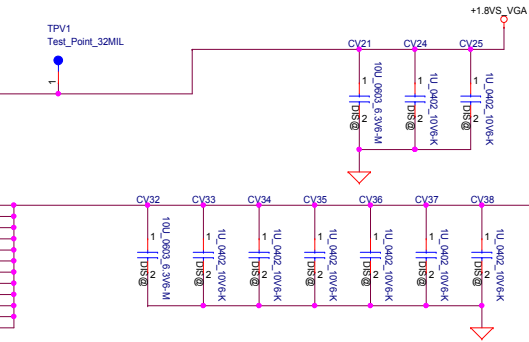 +1.8VS_VGA
TPV1
Test_Point_32MIL
1
CV21
CV24
CV25
1
10U_0603_6.3V6-M
DIS@
2
1
1U_0402_10V6-K
DIS@
2
1
1U_0402_10V6-K
DIS@
2
CV32
CV33
CV34
CV35
CV36
CV37
CV38
1
10U_0603_6.3V6-M
DIS@
2
1
1U_0402_10V6-K
DIS@
2
1
1U_0402_10V6-K
DIS@
2
1
1U_0402_10V6-K
DIS@
2
1
1U_0402_10V6-K
DIS@
2
1
1U_0402_10V6-K
DIS@
2
1
1U_0402_10V6-K
DIS@
2